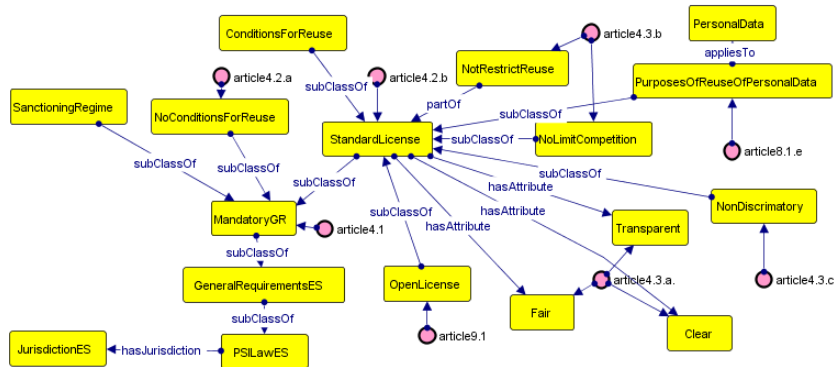 ConditionsForReuse
article4.3.b
PersonalData
appliesTo
article4.2.a
article4.2.b
NotRestrictReuse
PurposesOfReuseOfPersonalData
subClassOf
SanctioningRegime
NoConditionsForReuse
partOf
subClassOf
StandardLicense
subClassOf
NoLimitCompetition
article8.1.e
subClassOf
subClassOf
subClassOf
subClassOf
hasAttribute
NonDiscrimatory
MandatoryGR
article4.1
subClassOf
hasAttribute
hasAttribute
Transparent
subClassOf
GeneralRequirementsES
OpenLicense
article4.3.a.
article4.3.c
subClassOf
Fair
Clear
JurisdictionES
hasJurisdiction
PSILawES
article9.1